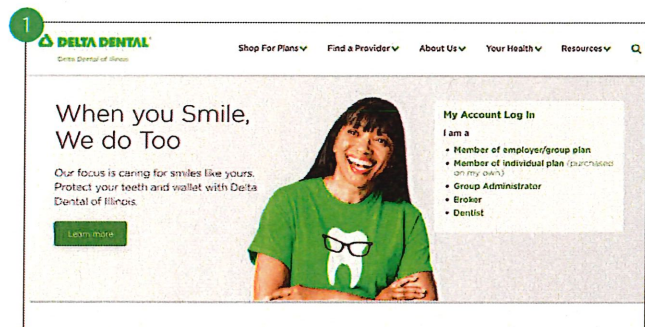 1
DELTA DENTAL
Delta Dental of Illinois
Shop For Plans Find a Provider About Us Your Health Resources
When you Smile,
We do Too
Our focus is caring for smiles like yours.
Protect your teeth and wallet with Delta
Dental of Illinois.
Learn more
My Account Log In
I am a
• Member of employer/group plan
• Member of individual plan (purchased
on my own)
• Group Administrator
• Broker
• Dentist